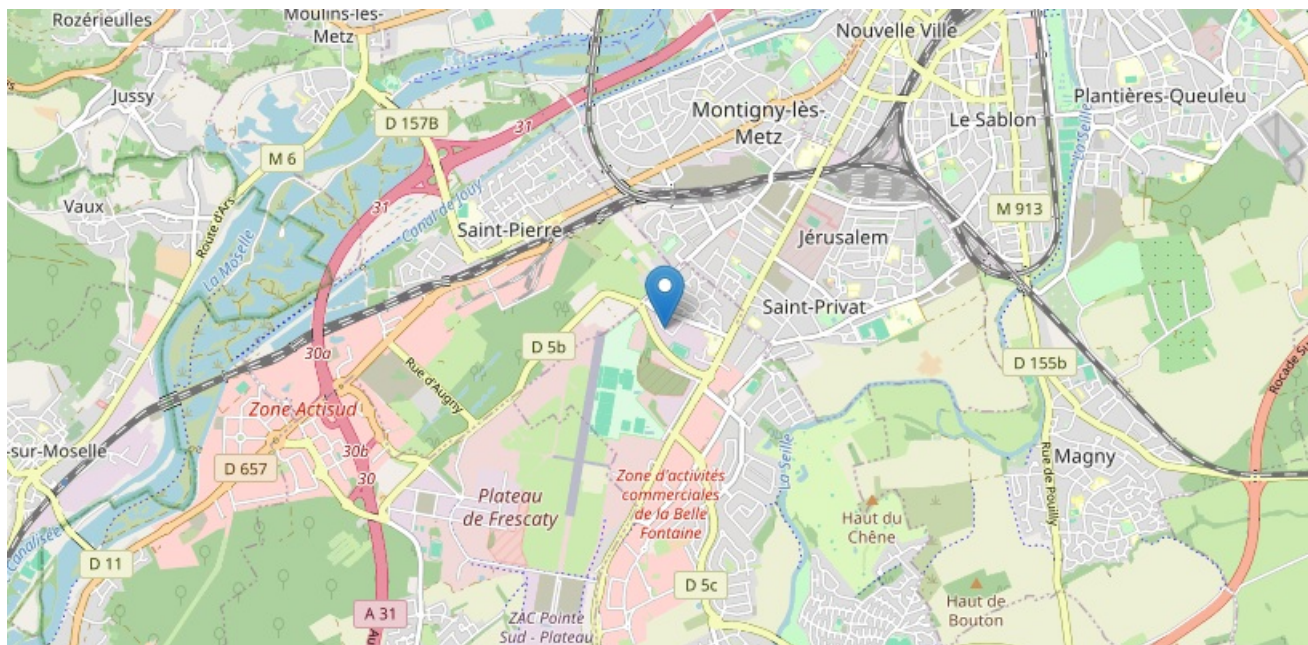 Rozérieulles
Moulins-lès-
Metz
Nouvelle Ville
Jussy
D 157B
31
Montigny-lès-
Metz
Le Sablon
Plantières-Queuleu
La Seille
M 6
Vaux
Route d'Ars
La Moselle
31
Canal de Jouy
Saint-Pierre
M 913
Jérusalem
Saint-Privat
30a
D 5b
Rue d'Augny
D 155b
Zone Actisud
30b
-sur-Moselle
D 657
30
Plateau
de Frescaty
Zone d'activités
commerciales
de la Belle
Fontaine
La Seille
Haut du
Chêne
Rue de Pouilly
Magny
Rocade Su
Canalisée
D 11
A 31
Au
D 5c
ZAC Pointe
Sud - Plateau
Haut de
Bouton